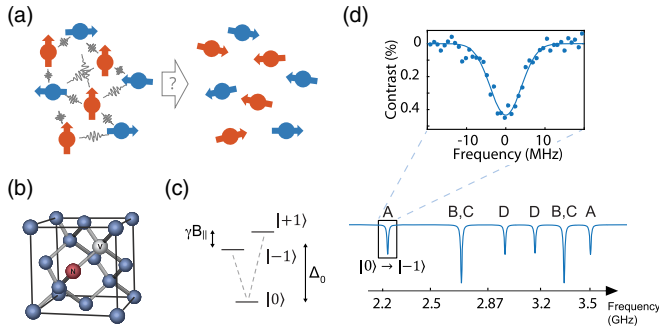 (a)
?
(b)
V
N
(c)
γB∥
|+1⟩
|−1⟩
|0⟩
Δ₀
(d)
Contrast (%)
0
0.2
0.4
-10 0 10
Frequency (MHz)
A B,C D D B,C A
|0⟩ → |−1⟩
2.2 2.5 2.87 3.2 3.5
Frequency
(GHz)